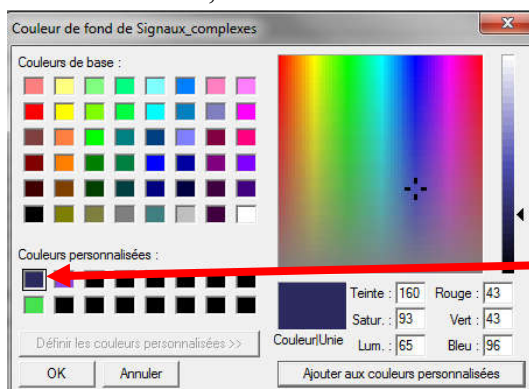 Couleur de fond de Signaux_complexes
Couleurs de base :
Couleurs personnalisées :
Définir les couleurs personnalisées >>
OK Annuler
Couleur|Unie
Teinte : 160 Rouge : 43
Satur. : 93 Vert : 43
Lum. : 65 Bleu : 96
Ajouter aux couleurs personnalisées